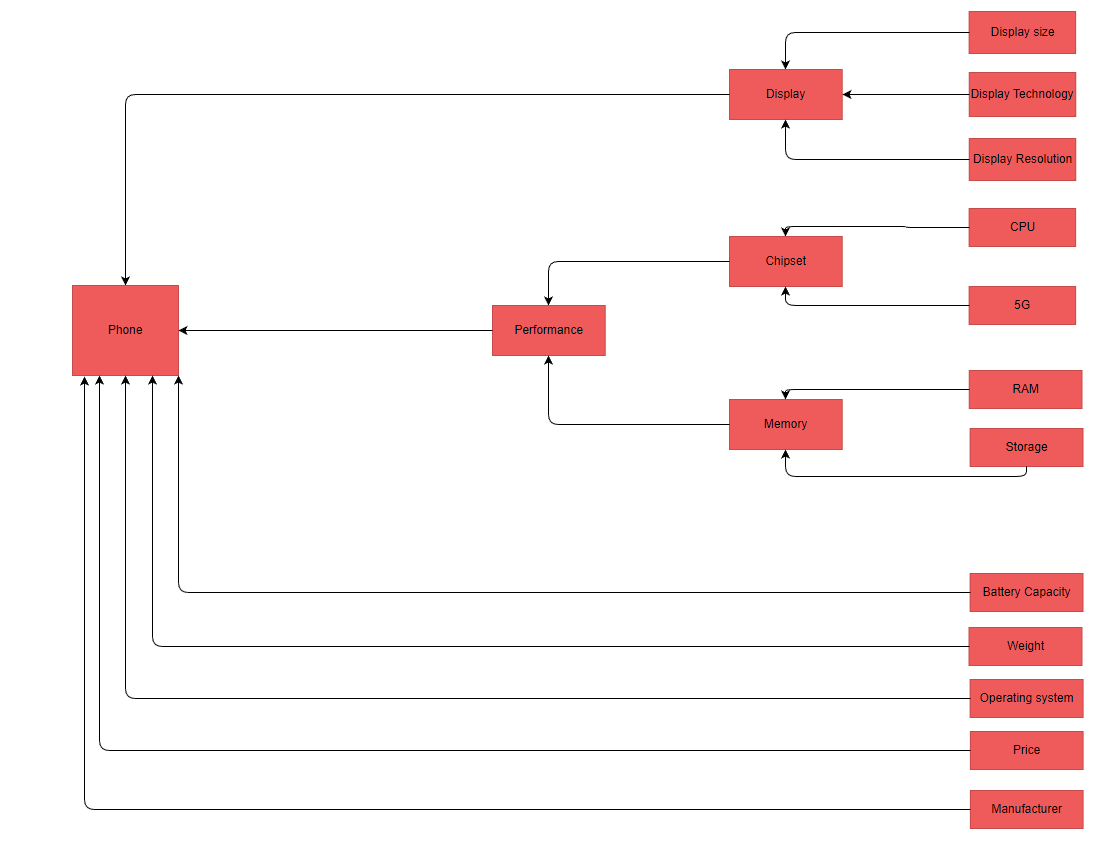 Display size
Display
Display Technology
Display Resolution
CPU
Chipset
5G
Phone
Performance
RAM
Memory
Storage
Battery Capacity
Weight
Operating system
Price
Manufacturer